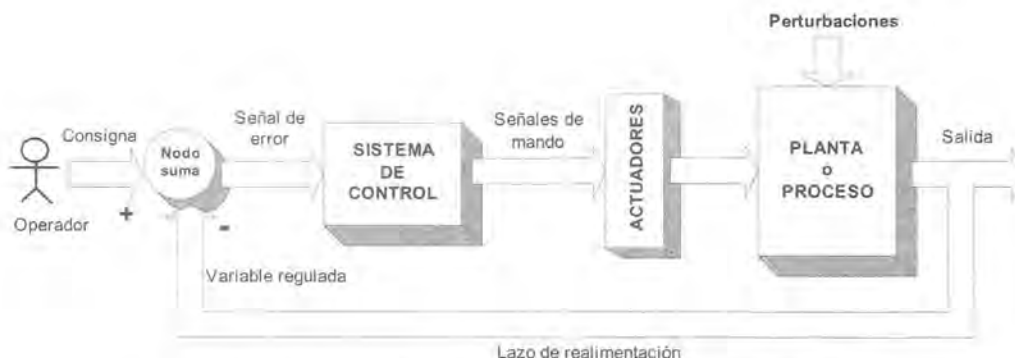 Perturbaciones
Consigna
Nodo
suma
Señal de
error
SISTEMA
DE
CONTROL
Señales de
mando
ACTUADORES
PLANTA
o
PROCESO
Salida
Operador
+
-
Variable regulada
Lazo de realimentación